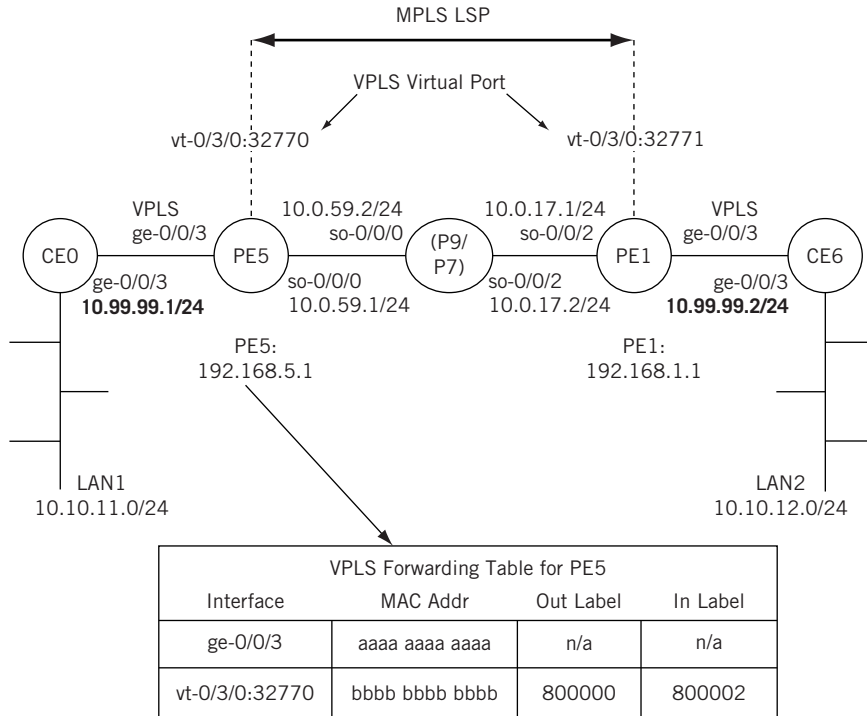 MPLS LSP
VPLS Virtual Port
vt-0/3/0:32770
vt-0/3/0:32771
VPLS
ge-0/0/3
10.0.59.2/24
so-0/0/0
10.0.17.1/24
so-0/0/2
VPLS
ge-0/0/3
CE0
PE5
(P9/
P7)
PE1
CE6
ge-0/0/3
10.99.99.1/24
so-0/0/0
10.0.59.1/24
so-0/0/2
10.0.17.2/24
ge-0/0/3
10.99.99.2/24
PE5:
192.168.5.1
PE1:
192.168.1.1
LAN1
10.10.11.0/24
LAN2
10.10.12.0/24
VPLS Forwarding Table for PE5
Interface MAC Addr Out Label In Label
ge-0/0/3 aaaa aaaa aaaa n/a n/a
vt-0/3/0:32770 bbbb bbbb bbbb 800000 800002